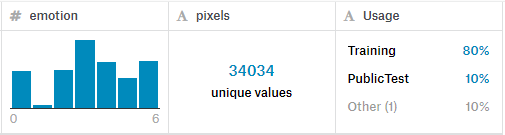 # emotion
0 6
A pixels
34034
unique values
A Usage
Training 80%
PublicTest 10%
Other (1) 10%